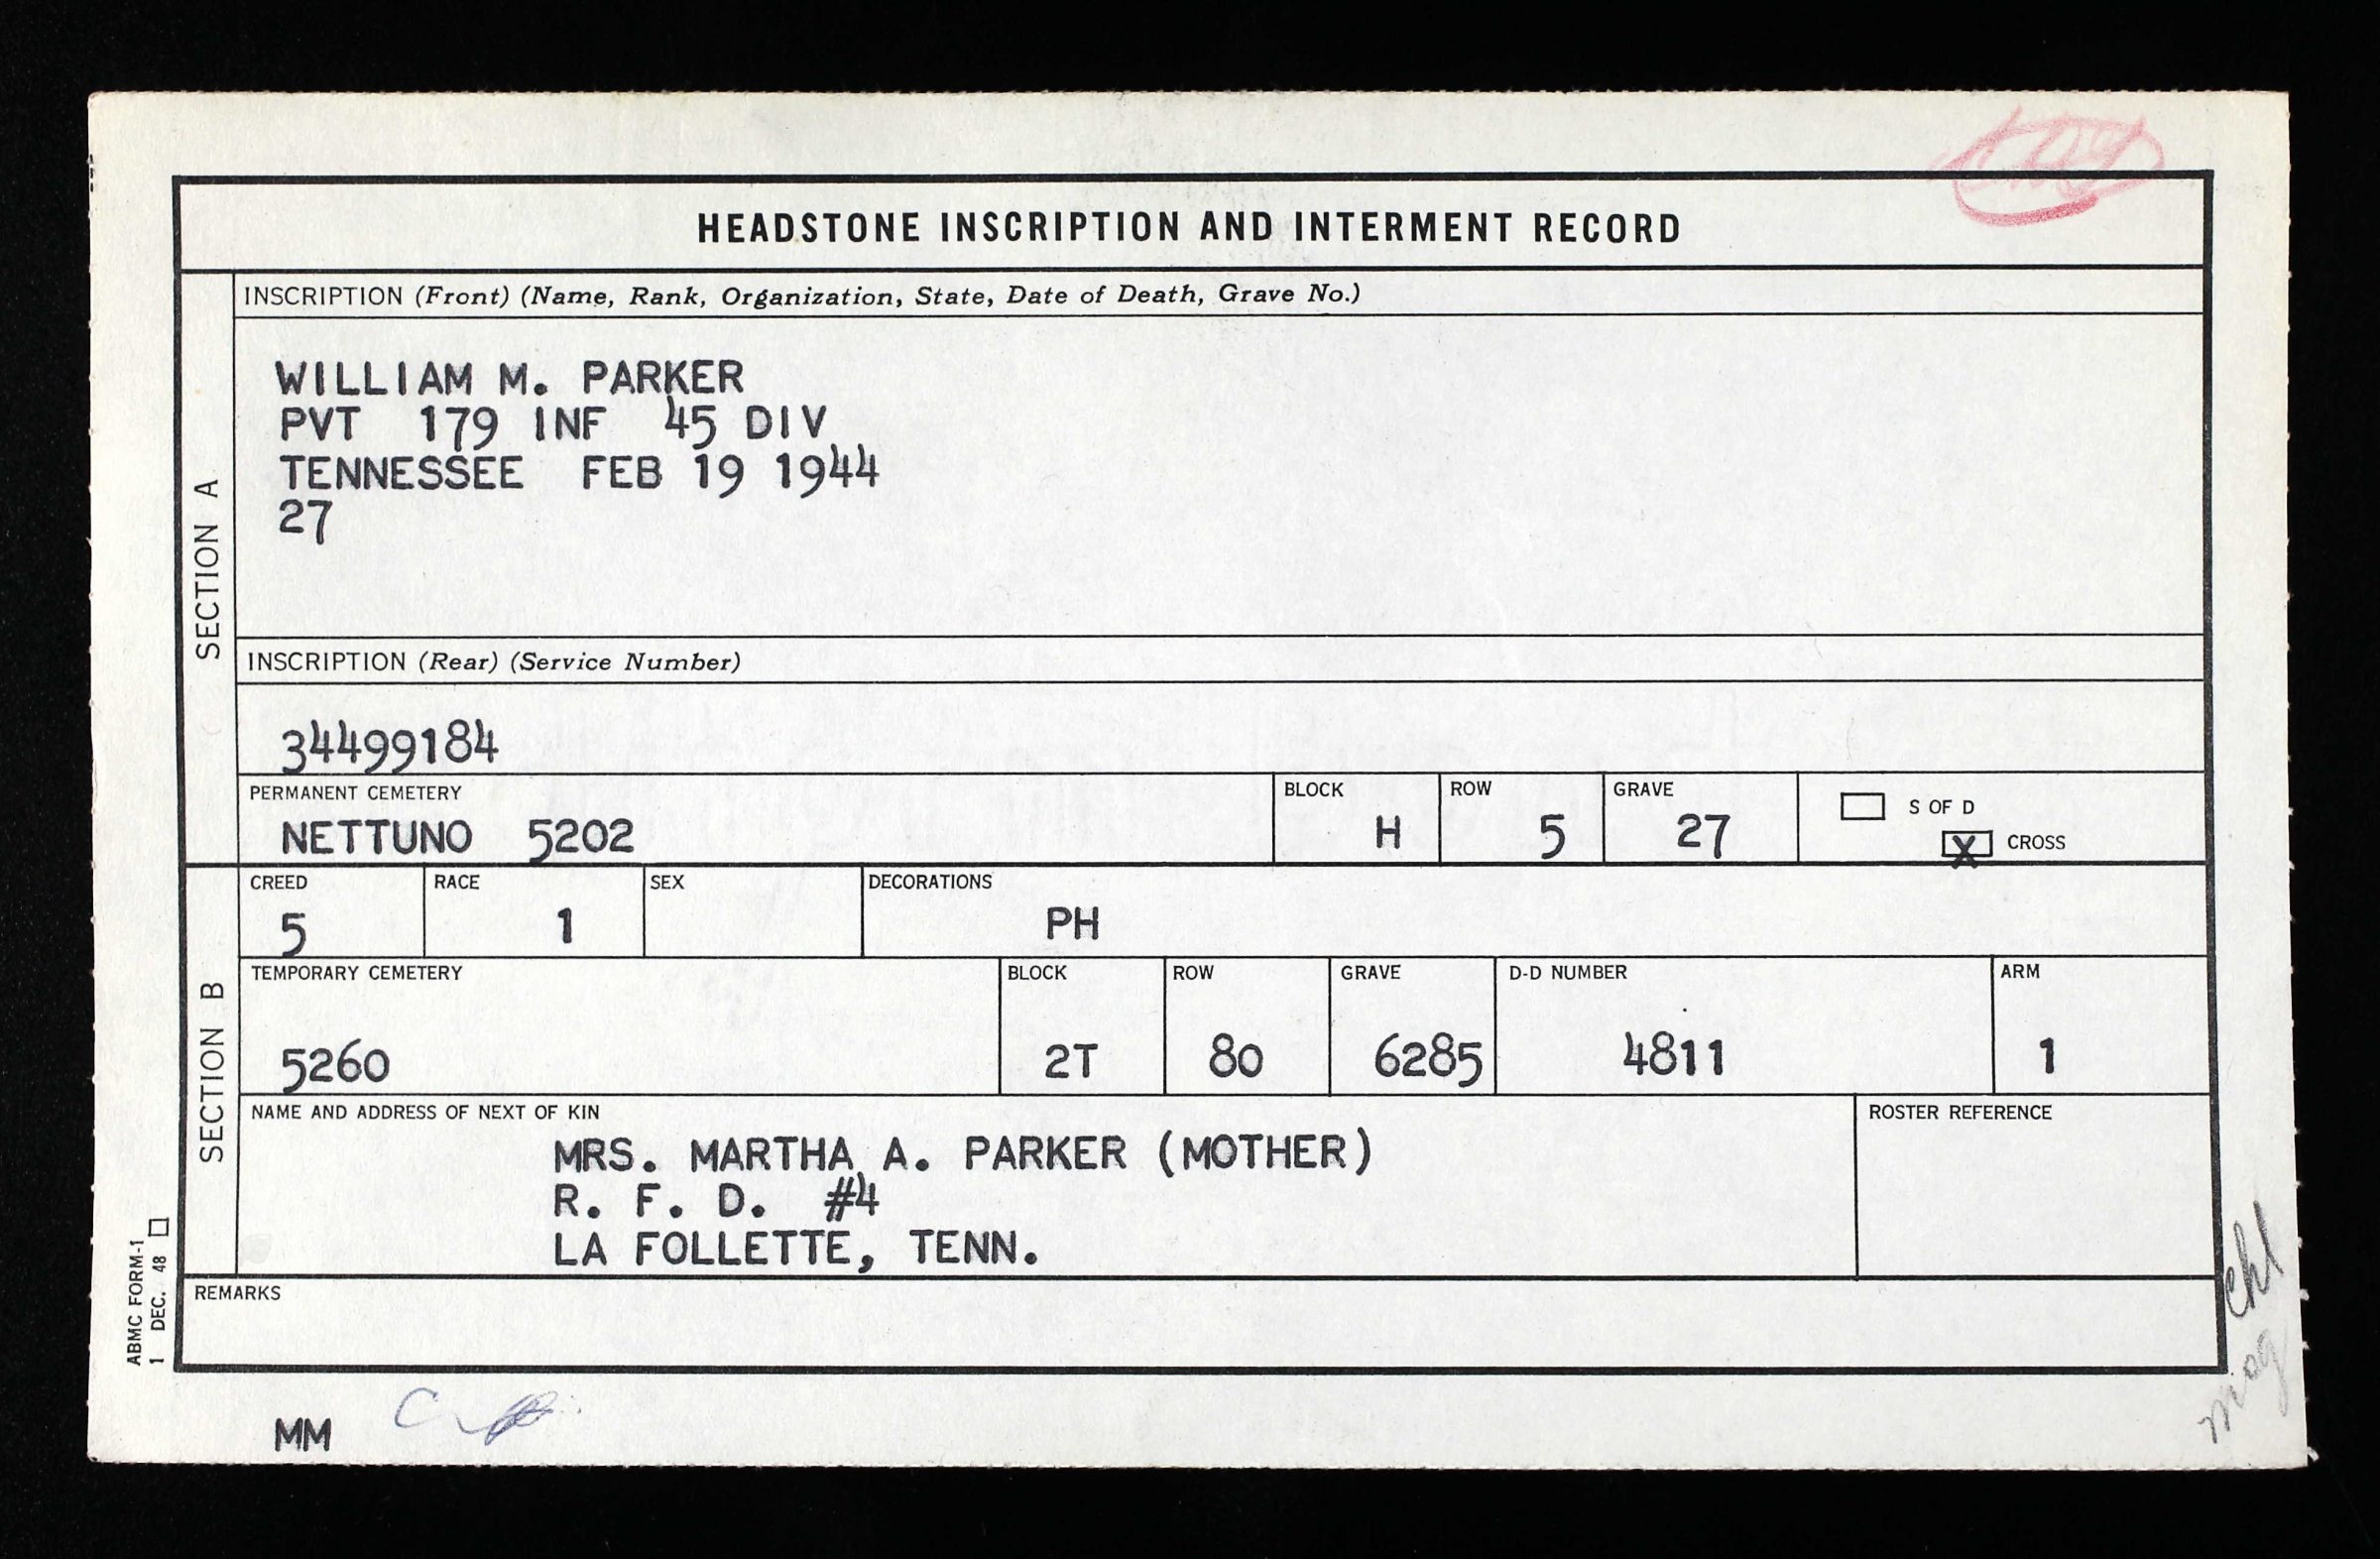 HEADSTONE INSCRIPTION AND INTERMENT RECORD
SECTION A
INSCRIPTION (Front) (Name, Rank, Organization, State, Date of Death, Grave No.)
WILLIAM M. PARKER
PVT 179 INF 45 DIV
TENNESSEE FEB 19 1944
27
INSCRIPTION (Rear) (Service Number)
34499184
PERMANENT CEMETERY BLOCK ROW GRAVE
NETTUNO 5202 H 5 27
S OF D
X CROSS
SECTION B
CREED RACE SEX DECORATIONS
5 1 PH
TEMPORARY CEMETERY BLOCK ROW GRAVE D-D NUMBER ARM
5260 2T 80 6285 4811 1
NAME AND ADDRESS OF NEXT OF KIN ROSTER REFERENCE
MRS. MARTHA A. PARKER (MOTHER)
R. F. D. #4
LA FOLLETTE, TENN.
REMARKS
ABMC FORM-1
1 DEC. 48
MM